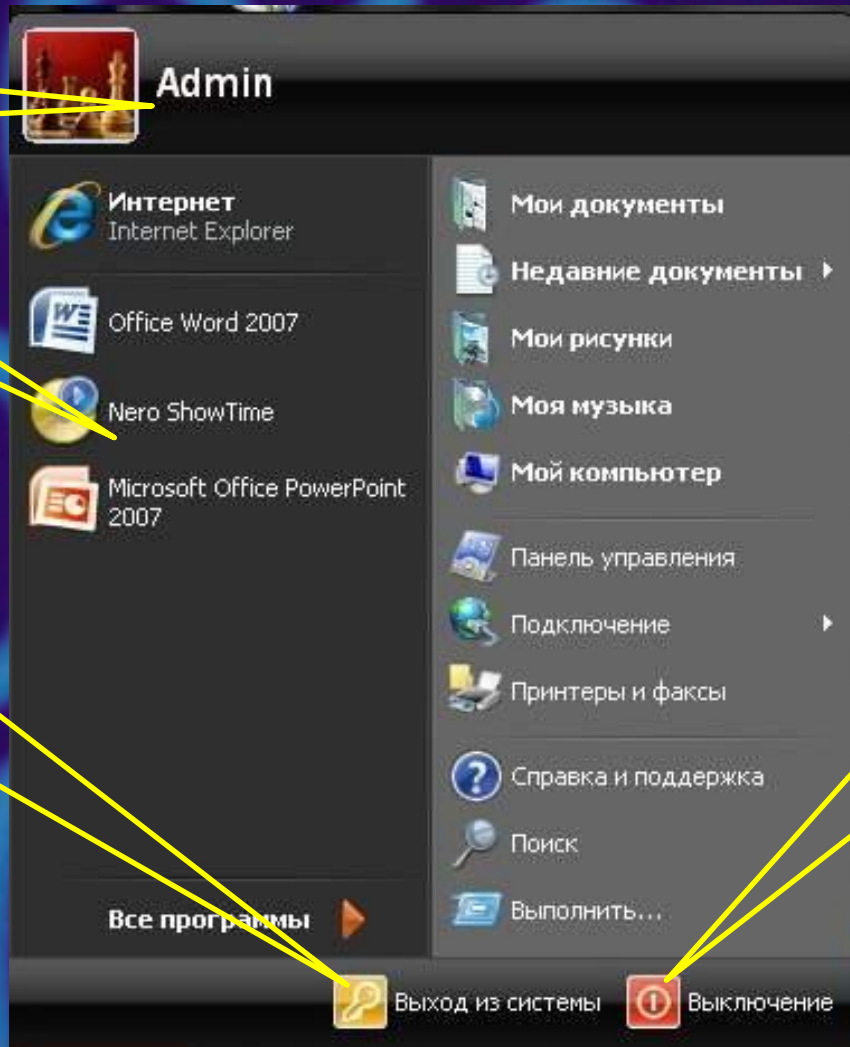 Admin
Интернет
Internet Explorer
Office Word 2007
Nero ShowTime
Microsoft Office PowerPoint
2007
Все программы
Мои документы
Недавние документы
Мои рисунки
Моя музыка
Мой компьютер
Панель управления
Подключение
Принтеры и факсы
Справка и поддержка
Поиск
Выполнить...
Выход из системы
Выключение